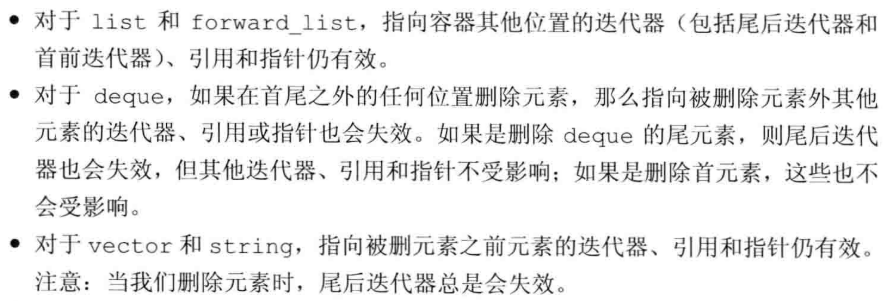 ● 对于 list 和 forward_list，指向容器其他位置的迭代器（包括尾后迭代器和
首前迭代器）、引用和指针仍有效。
● 对于 deque，如果在首尾之外的任何位置删除元素，那么指向被删除元素外其他
元素的迭代器、引用或指针也会失效。如果是删除 deque 的尾元素，则尾后迭代
器也会失效，但其他迭代器、引用和指针不受影响；如果是删除首元素，这些也不
会受影响。
● 对于 vector 和 string，指向被删元素之前元素的迭代器、引用和指针仍有效。
注意：当我们删除元素时，尾后迭代器总是会失效。